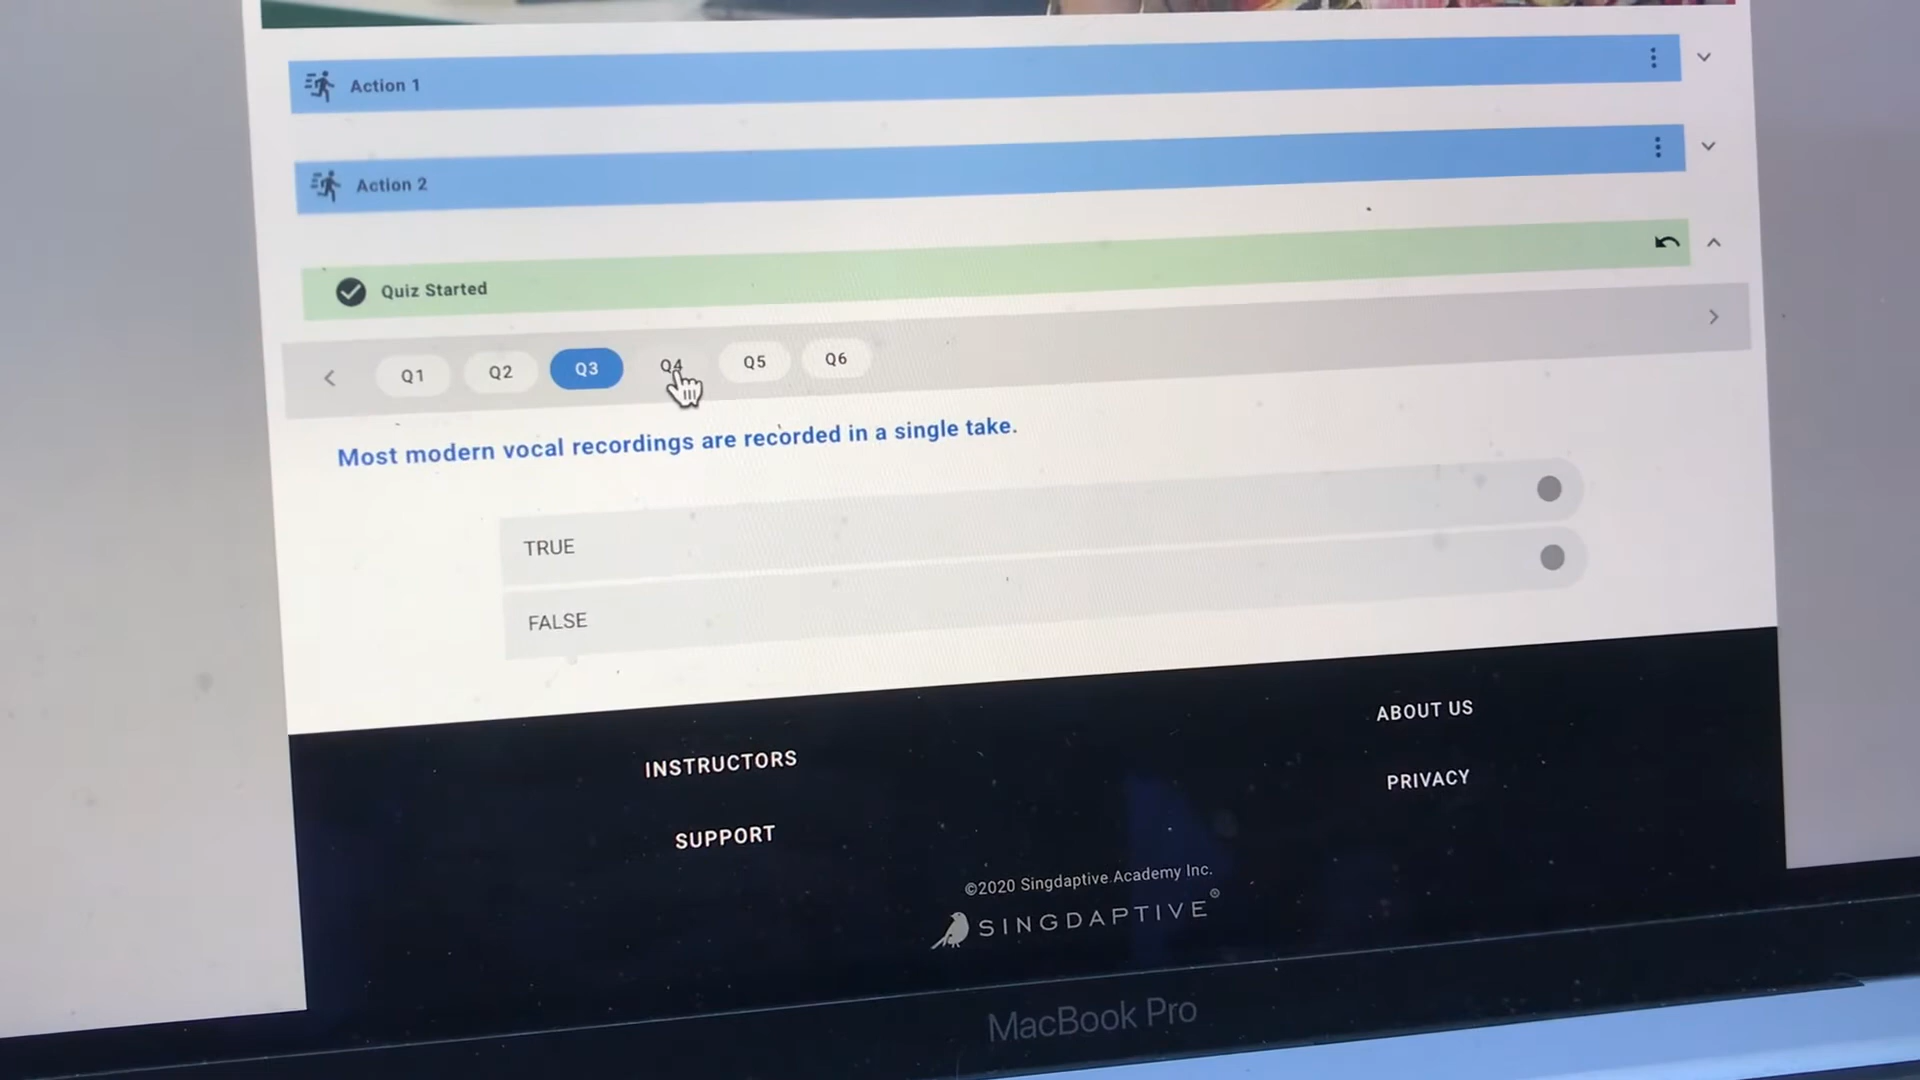 Action 1
Action 2
Quiz Started
Q1 Q2 Q3 Q4 Q5 Q6
Most modern vocal recordings are recorded in a single take.
TRUE
FALSE
INSTRUCTORS
ABOUT US
SUPPORT
PRIVACY
©2020 Singdaptive Academy Inc.
SINGDAPTIVE®
MacBook Pro